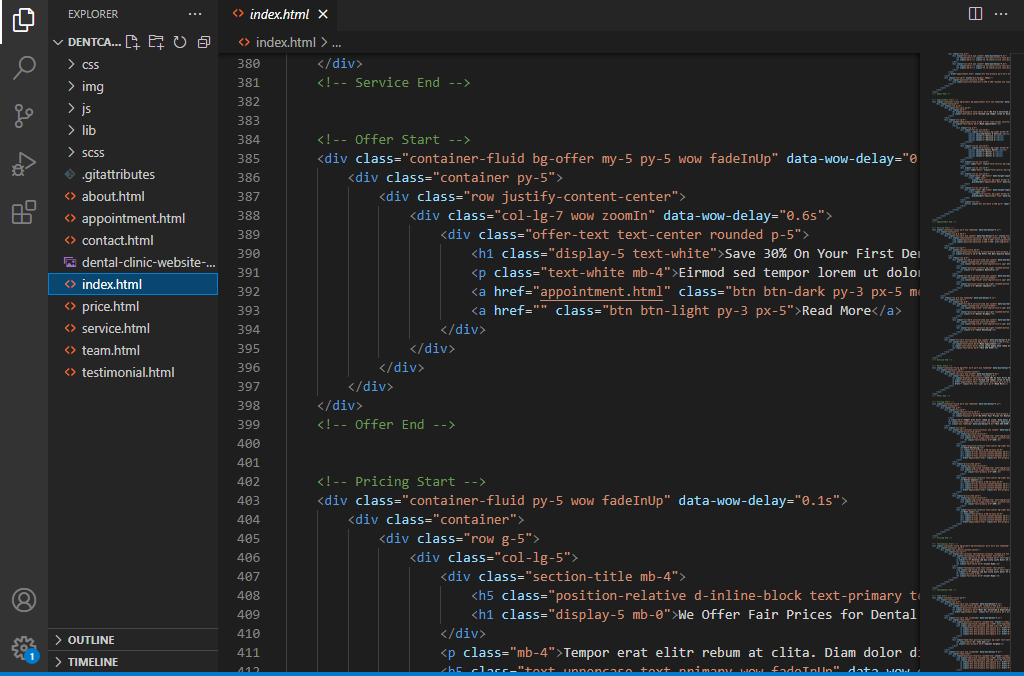 EXPLORER
DENTCA...
css
img
js
lib
scss
.gitattributes
about.html
appointment.html
contact.html
dental-clinic-website-...
index.html
price.html
service.html
team.html
testimonial.html
OUTLINE
TIMELINE
1
index.html
index.html > ...
380 </div>
381 <!-- Service End -->
382
383
384 <!-- Offer Start -->
385 <div class="container-fluid bg-offer my-5 py-5 wow fadeInUp" data-wow-delay="0
386 <div class="container py-5">
387 <div class="row justify-content-center">
388 <div class="col-lg-7 wow zoomIn" data-wow-delay="0.6s">
389 <div class="offer-text text-center rounded p-5">
390 <h1 class="display-5 text-white">Save 30% On Your First Den
391 <p class="text-white mb-4">Eirmod sed tempor lorem ut dolor
392 <a href="appointment.html" class="btn btn-dark py-3 px-5 me
393 <a href="" class="btn btn-light py-3 px-5">Read More</a>
394 </div>
395 </div>
396 </div>
397 </div>
398 </div>
399 <!-- Offer End -->
400
401
402 <!-- Pricing Start -->
403 <div class="container-fluid py-5 wow fadeInUp" data-wow-delay="0.1s">
404 <div class="container">
405 <div class="row g-5">
406 <div class="col-lg-5">
407 <div class="section-title mb-4">
408 <h5 class="position-relative d-inline-block text-primary te
409 <h1 class="display-5 mb-0">We Offer Fair Prices for Dental
410 </div>
411 <p class="mb-4">Tempor erat elitr rebum at clita. Diam dolor di
412 <h5 class="text-uppercase text-primary wow fadeInUp" data-wow-